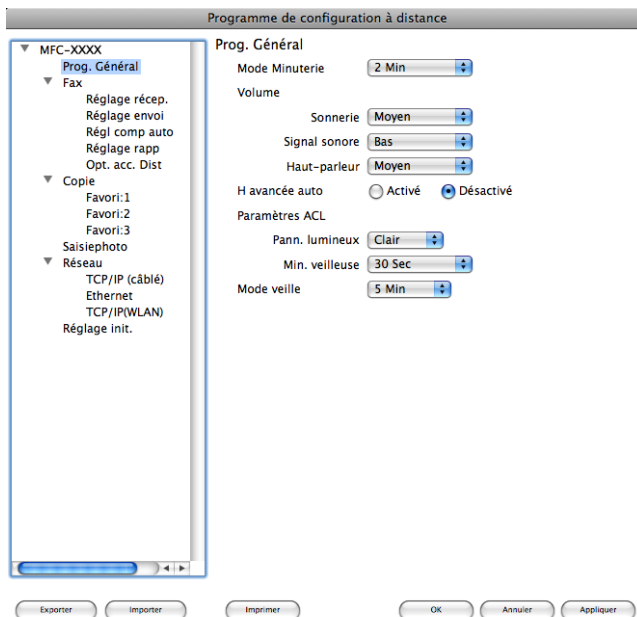 Programme de configuration à distance
MFC-XXXX
Prog. Général
Fax
Réglage récep.
Réglage envoi
Régl comp auto
Réglage rapp
Opt. acc. Dist
Copie
Favori:1
Favori:2
Favori:3
Saisiephoto
Réseau
TCP/IP (câblé)
Ethernet
TCP/IP(WLAN)
Réglage init.
Prog. Général
Mode Minuterie 2 Min
Volume
Sonnerie Moyen
Signal sonore Bas
Haut-parleur Moyen
H avancée auto Activé Désactivé
Paramètres ACL
Pann. lumineux Clair
Min. veilleuse 30 Sec
Mode veille 5 Min
Exporter Importer Imprimer OK Annuler Appliquer